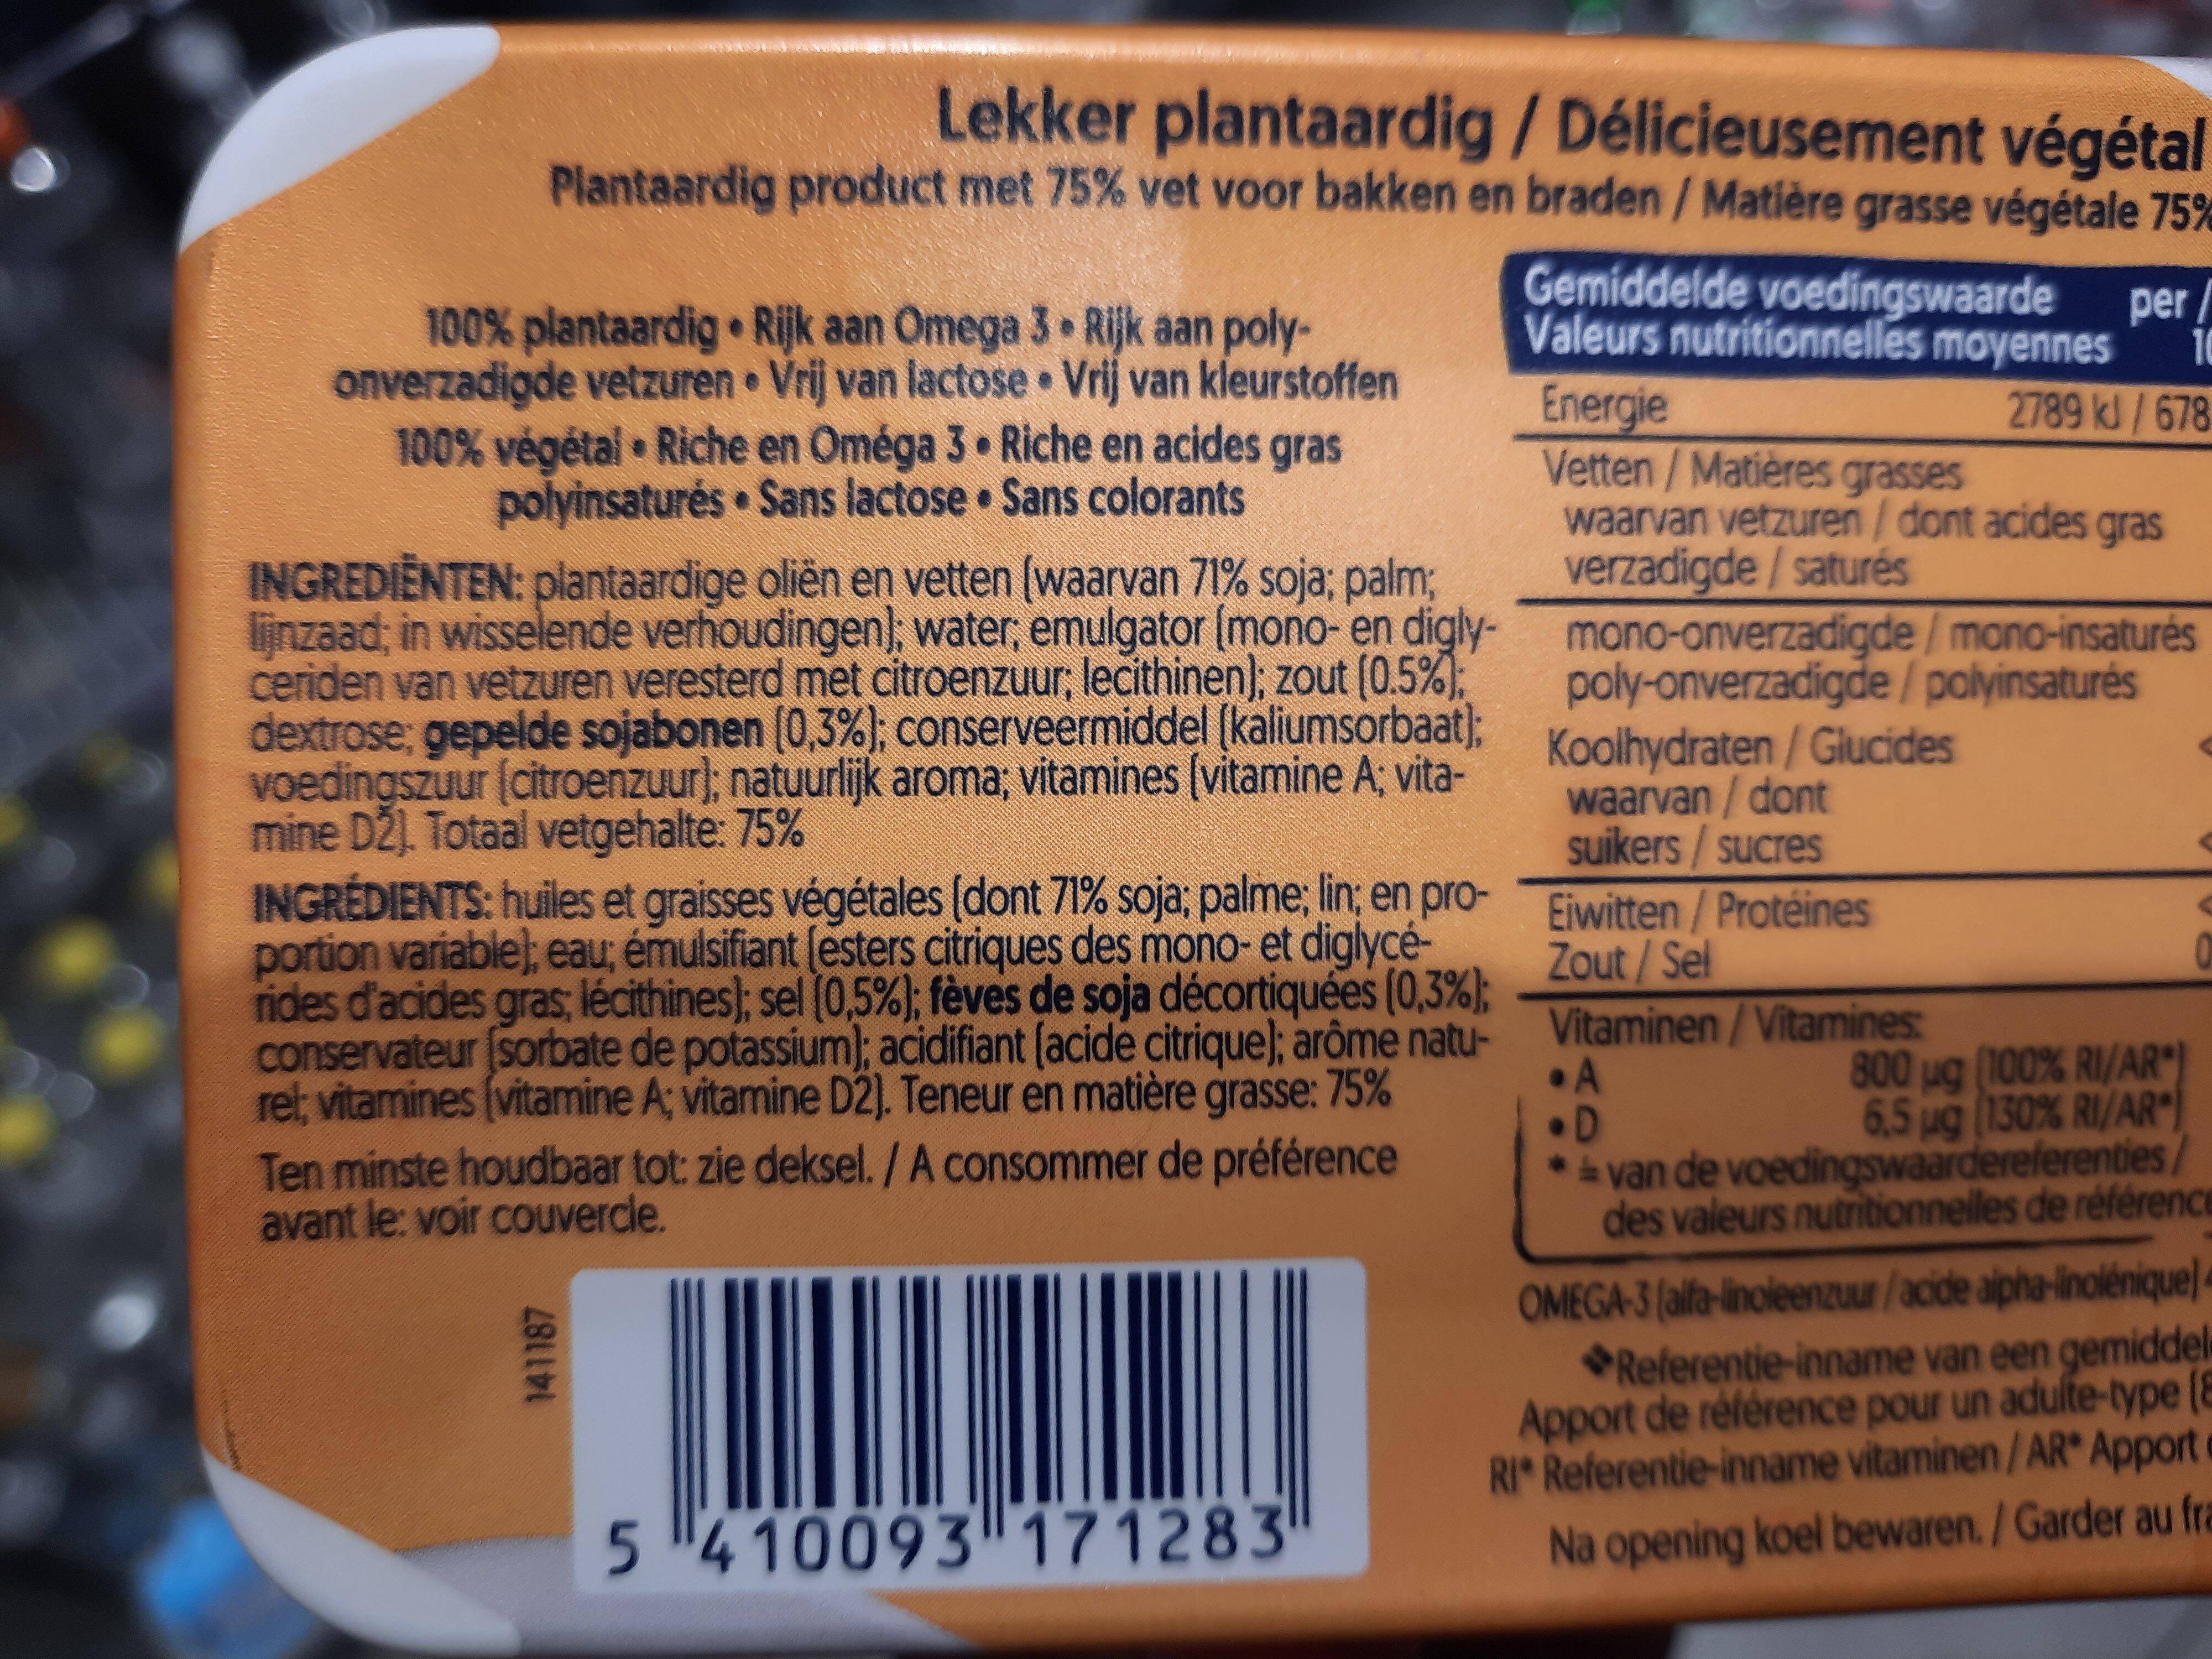 Lekker plantaardig / Délicieusement végétal
Plantaardig product met 75% vet voor bakken en braden / Matière grasse végétale 75%
100% plantaardig • Rijk aan Omega 3 • Rijk aan poly-
onverzadigde vetzuren • Vrij van lactose • Vrij van kleurstoffen
100% végétal • Riche en Oméga 3 • Riche en acides gras
polyinsaturés • Sans lactose • Sans colorants
INGREDIËNTEN: plantaardige oliën en vetten (waarvan 71% soja; palm;
lijnzaad; in wisselende verhoudingen); water; emulgator (mono- en digly-
ceriden van vetzuren veresterd met citroenzuur; lecithinen); zout (0.5%);
dextrose; gepelde sojabonen (0,3%); conserveermiddel (kaliumsorbaat);
voedingszuur (citroenzuur); natuurlijk aroma; vitamines (vitamine A; vita-
mine D2). Totaal vetgehalte: 75%
INGRÉDIENTS: huiles et graisses végétales (dont 71% soja; palme; lin; en pro-
portion variable); eau; émulsifiant (esters citriques des mono- et diglycé-
rides d'acides gras; lécithines); sel (0,5%); fèves de soja décortiquées (0,3%);
conservateur (sorbate de potassium); acidifiant (acide citrique); arôme natu-
rel; vitamines (vitamine A; vitamine D2). Teneur en matière grasse: 75%
Ten minste houdbaar tot: zie deksel. / A consommer de préférence
avant le: voir couvercle.
141187
5 410093 171283
Gemiddelde voedingswaarde per /
Valeurs nutritionnelles moyennes
Energie 2789 kJ / 678
Vetten / Matières grasses
waarvan vetzuren / dont acides gras
verzadigde / saturés
mono-onverzadigde / mono-insaturés
poly-onverzadigde / polyinsaturés
Koolhydraten / Glucides <
waarvan / dont
suikers / sucres <
Eiwitten / Protéines <
Zout / Sel 0
Vitaminen / Vitamines:
• A 800 µg (100% RI/AR*)
• D 6,5 µg (130% RI/AR*)
* = van de voedingswaardereferenties /
des valeurs nutritionnelles de référence
OMEGA-3 (alfa-linoleenzuur / acide alpha-linolénique)
❖Referentie-inname van een
Apport de référence pour un adulte-type
RI* Referentie-inname vitaminen / AR* Apport
Na opening koel bewaren. / Garder au